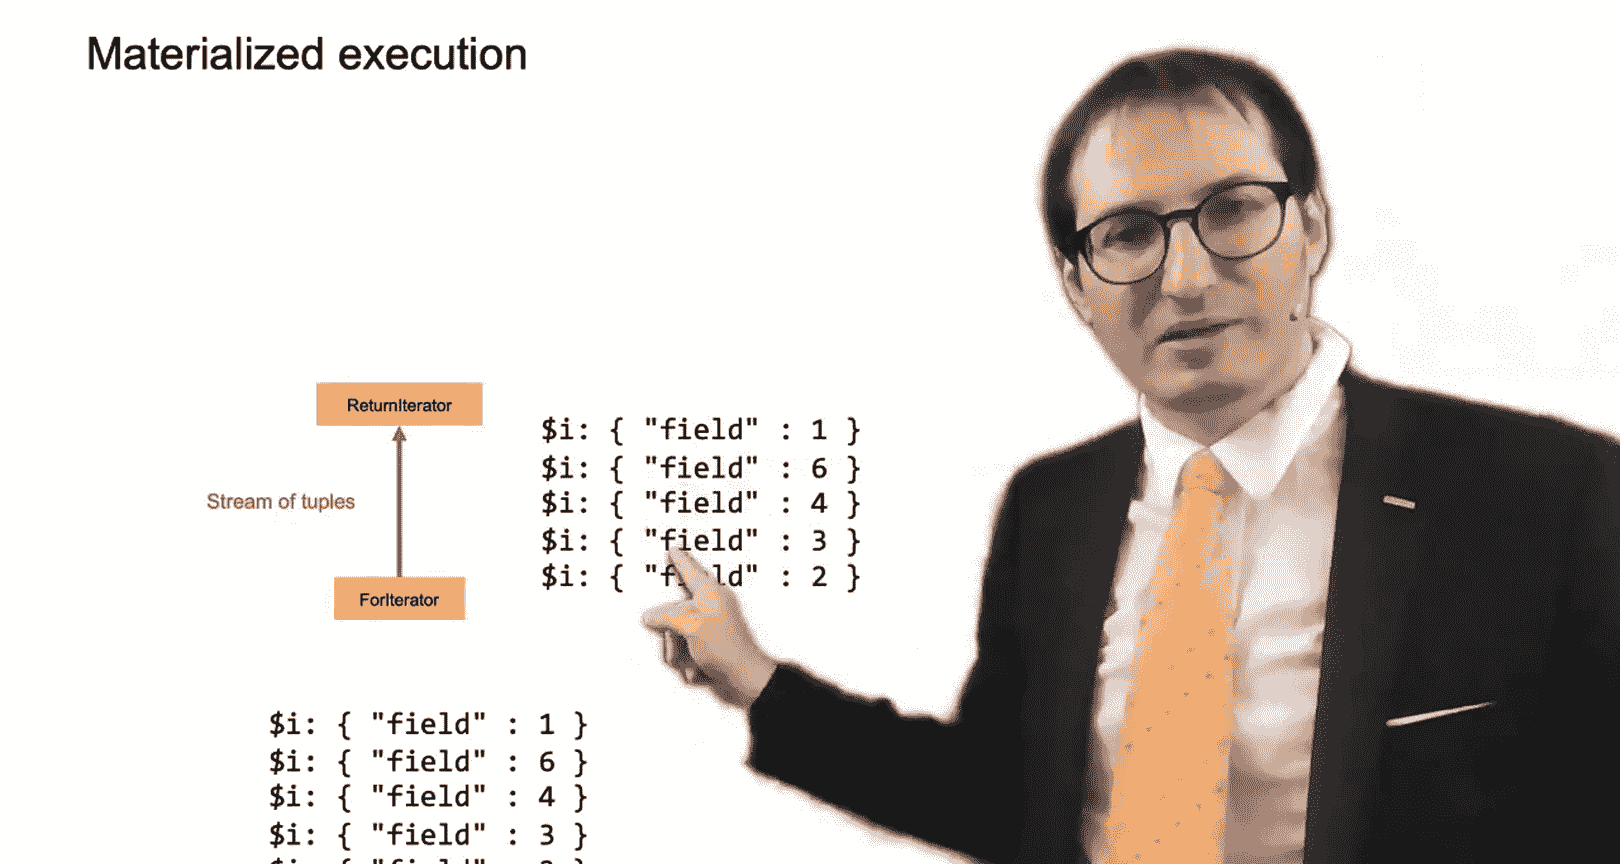 Materialized execution
ReturnIterator
Stream of tuples
ForIterator
$i: { "field" : 1 }
$i: { "field" : 6 }
$i: { "field" : 4 }
$i: { "field" : 3 }
$i: { "field" : 2 }
$i: { "field" : 1 }
$i: { "field" : 6 }
$i: { "field" : 4 }
$i: { "field" : 3 }